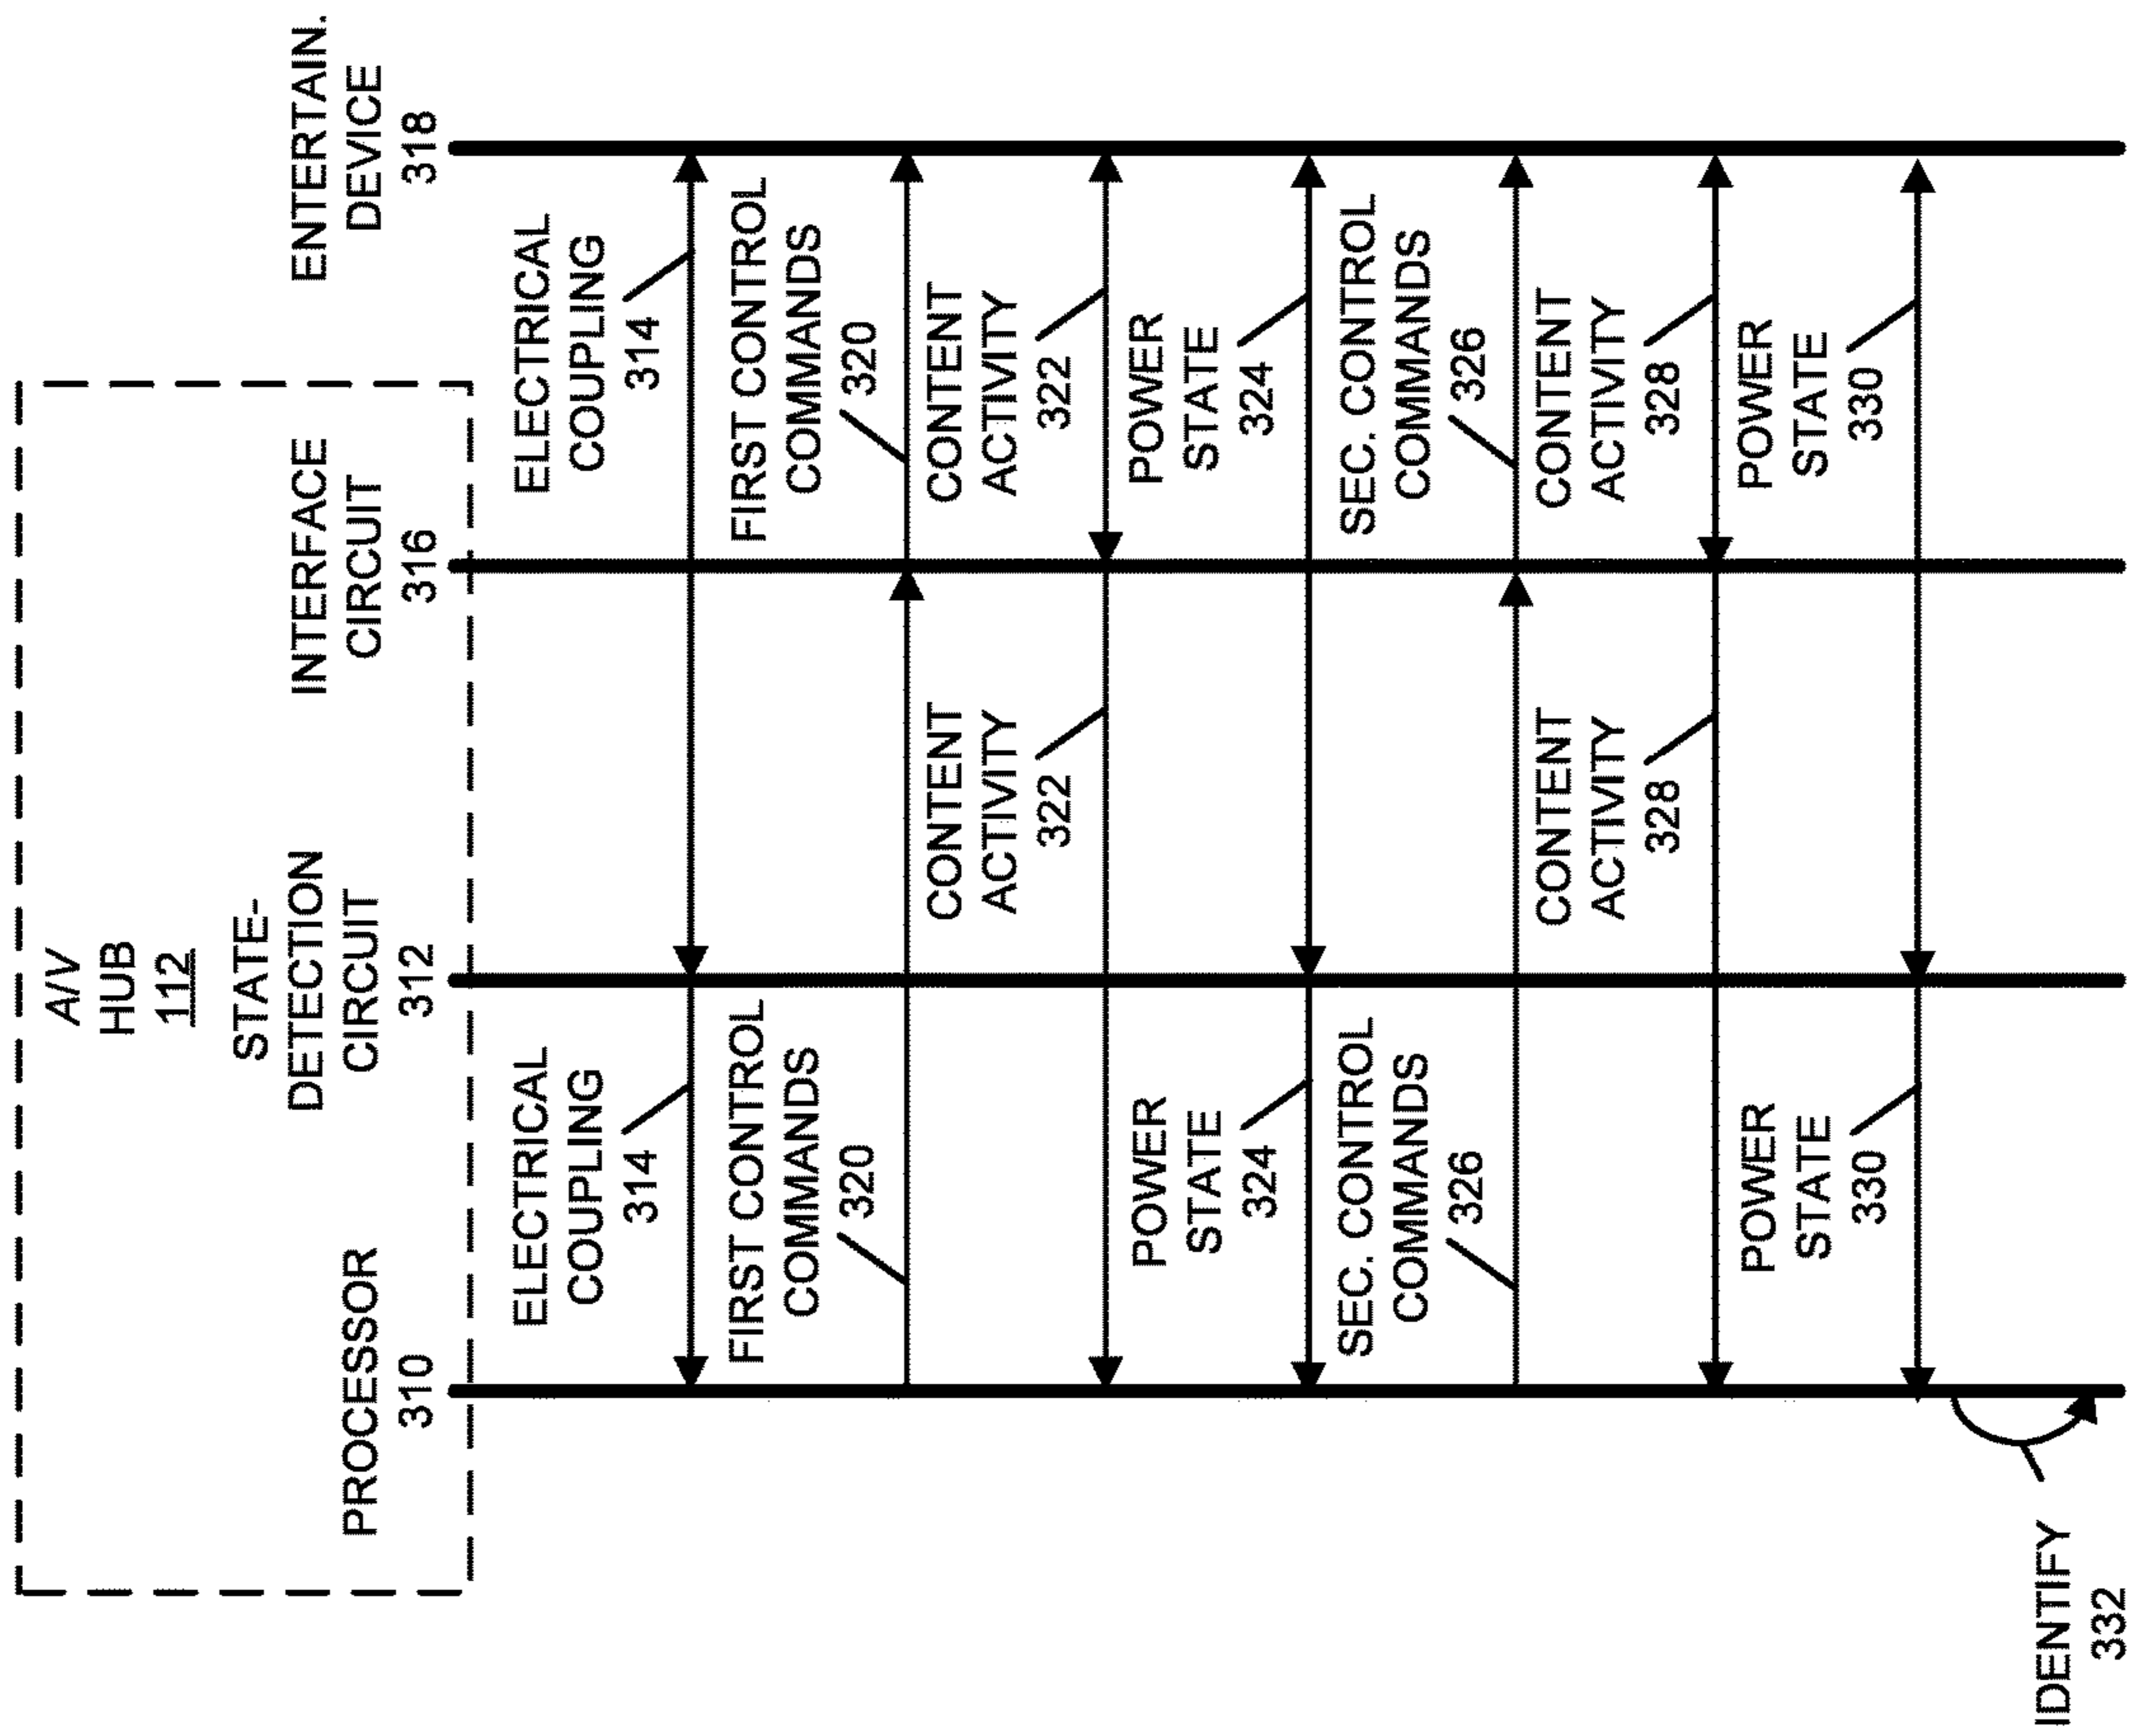 A/V
HUB
112
PROCESSOR
310
STATE-
DETECTION
CIRCUIT
312
INTERFACE
CIRCUIT
316
ENTERTAIN.
DEVICE
318
ELECTRICAL
COUPLING
314
ELECTRICAL
COUPLING
314
FIRST CONTROL
COMMANDS
320
FIRST CONTROL
COMMANDS
320
CONTENT
ACTIVITY
322
CONTENT
ACTIVITY
322
POWER
STATE
324
POWER
STATE
324
SEC. CONTROL
COMMANDS
326
SEC. CONTROL
COMMANDS
326
CONTENT
ACTIVITY
328
CONTENT
ACTIVITY
328
POWER
STATE
330
POWER
STATE
330
IDENTIFY
332